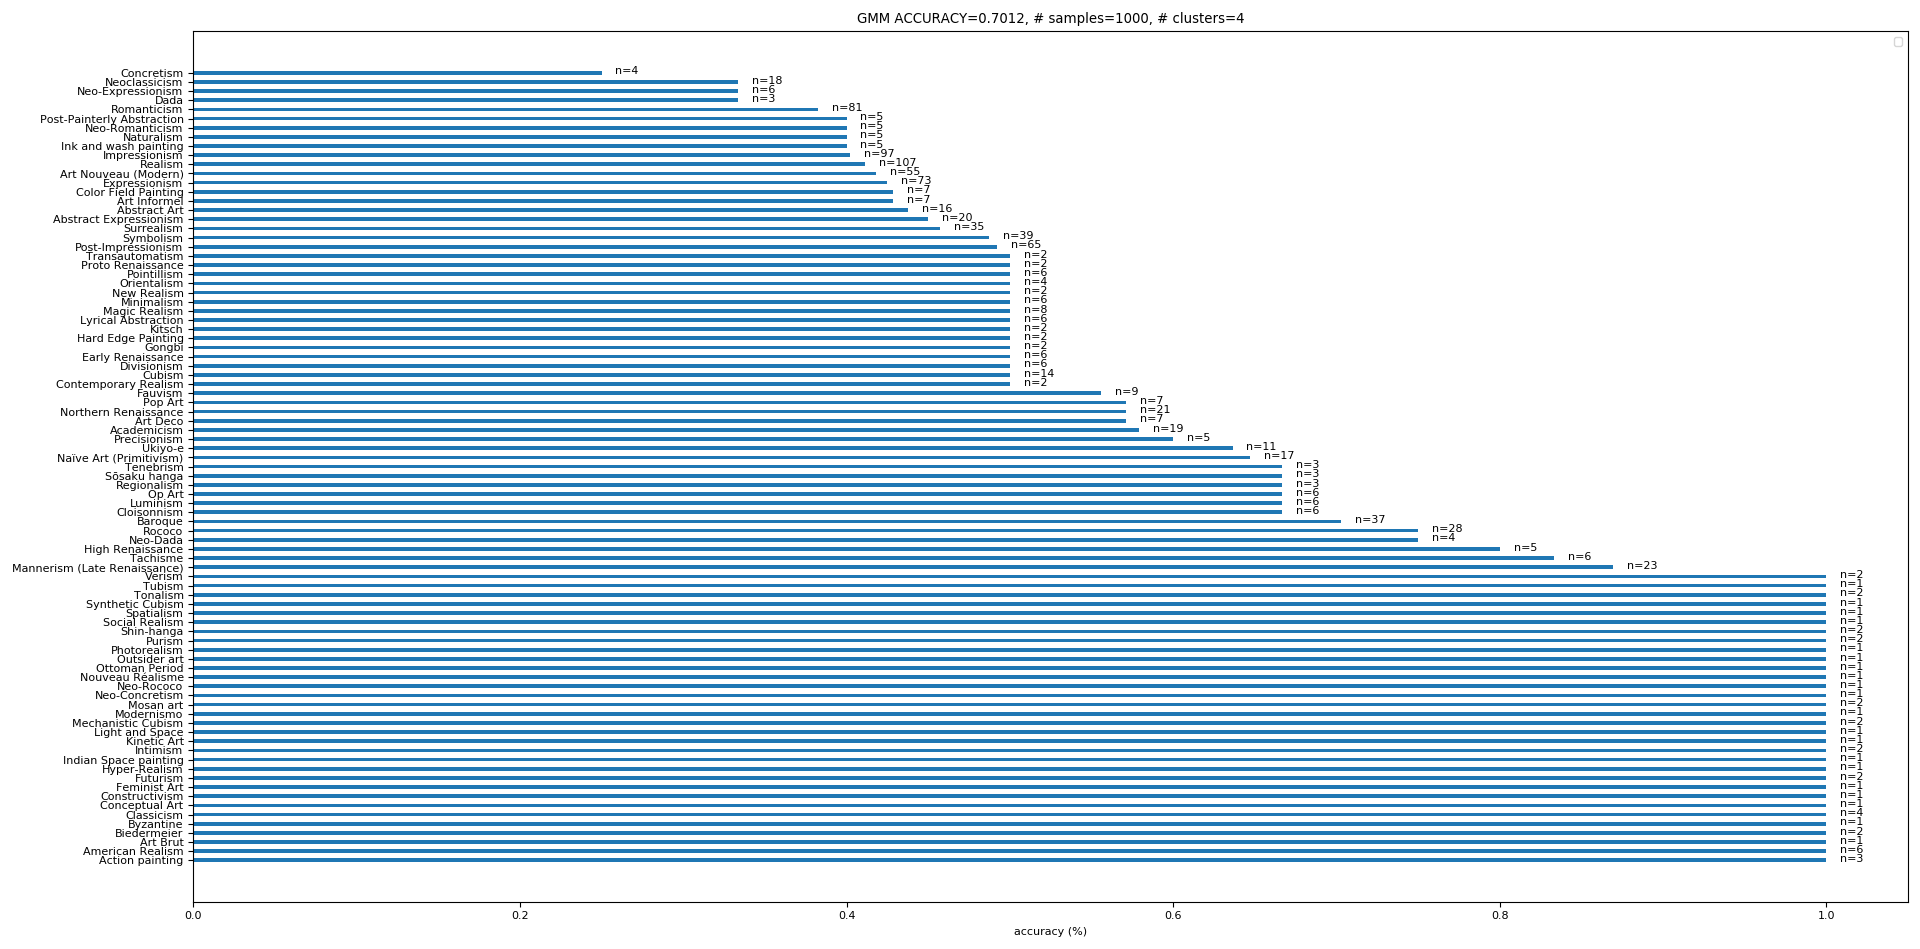 GMM ACCURACY=0.7012, # samples=1000, # clusters=4
Concretism n=4
Neoclassicism n=18
Neo-Expressionism n=6
Dada n=3
Romanticism n=81
Post-Painterly Abstraction n=5
Neo-Romanticism n=5
Naturalism n=5
Ink and wash painting n=5
Impressionism n=97
Realism n=107
Art Nouveau (Modern) n=55
Expressionism n=73
Color Field Painting n=7
Art Informel n=7
Abstract Art n=16
Abstract Expressionism n=20
Surrealism n=35
Symbolism n=39
Post-Impressionism n=65
Transautomatism n=2
Proto Renaissance n=2
Pointillism n=6
Orientalism n=4
New Realism n=2
Minimalism n=6
Magic Realism n=8
Lyrical Abstraction n=6
Kitsch n=2
Hard Edge Painting n=2
Gongbi n=2
Early Renaissance n=6
Divisionism n=6
Cubism n=14
Contemporary Realism n=2
Fauvism n=9
Pop Art n=7
Northern Renaissance n=21
Art Deco n=7
Academicism n=19
Precisionism n=5
Ukiyo-e n=11
Naïve Art (Primitivism) n=17
Tenebrism n=3
Sōsaku hanga n=3
Regionalism n=3
Op Art n=6
Luminism n=6
Cloisonnism n=6
Baroque n=37
Rococo n=28
Neo-Dada n=4
High Renaissance n=5
Tachisme n=6
Mannerism (Late Renaissance) n=23
Verism n=2
Tubism n=1
Tonalism n=2
Synthetic Cubism n=1
Spatialism n=1
Social Realism n=1
Shin-hanga n=2
Purism n=2
Photorealism n=1
Outsider art n=1
Ottoman Period n=1
Nouveau Réalisme n=1
Neo-Rococo n=1
Neo-Concretism n=1
Mosan art n=2
Modernismo n=1
Mechanistic Cubism n=2
Light and Space n=1
Kinetic Art n=1
Intimism n=2
Indian Space painting n=1
Hyper-Realism n=1
Futurism n=2
Feminist Art n=1
Constructivism n=1
Conceptual Art n=1
Classicism n=4
Byzantine n=1
Biedermeier n=2
Art Brut n=1
American Realism n=6
Action painting n=3
0.0 0.2 0.4 0.6 0.8 1.0
accuracy (%)